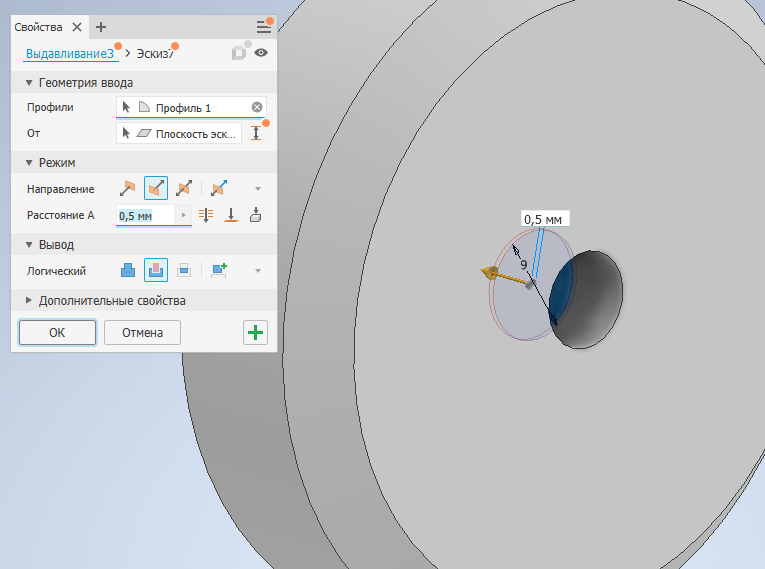 Свойства
Выдавливание3 > Эскиз7
Геометрия ввода
Профили Профиль 1
От Плоскость эск...
Режим
Направление
Расстояние A 0,5 мм
Вывод
Логический
Дополнительные свойства
ОК Отмена
0,5 мм
9